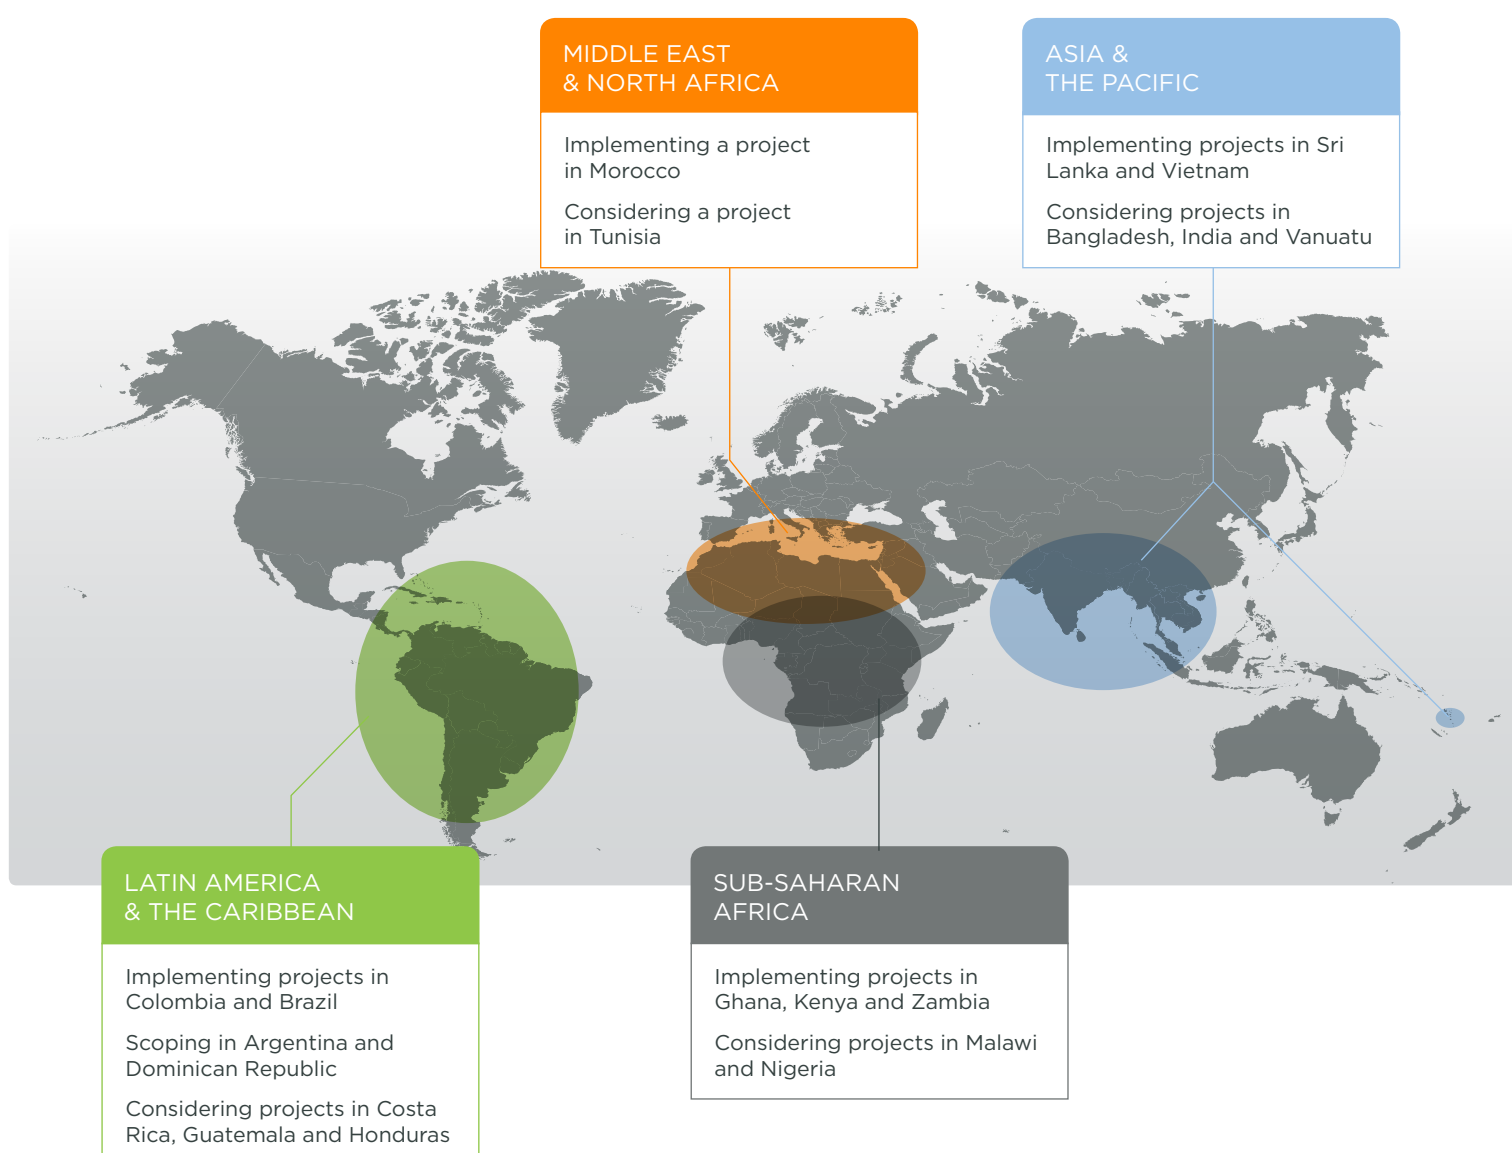 MIDDLE EAST
& NORTH AFRICA
Implementing a project
in Morocco
Considering a project
in Tunisia
ASIA &
THE PACIFIC
Implementing projects in Sri
Lanka and Vietnam
Considering projects in
Bangladesh, India and Vanuatu
LATIN AMERICA
& THE CARIBBEAN
Implementing projects in
Colombia and Brazil
Scoping in Argentina and
Dominican Republic
Considering projects in Costa
Rica, Guatemala and Honduras
SUB-SAHARAN
AFRICA
Implementing projects in
Ghana, Kenya and Zambia
Considering projects in Malawi
and Nigeria